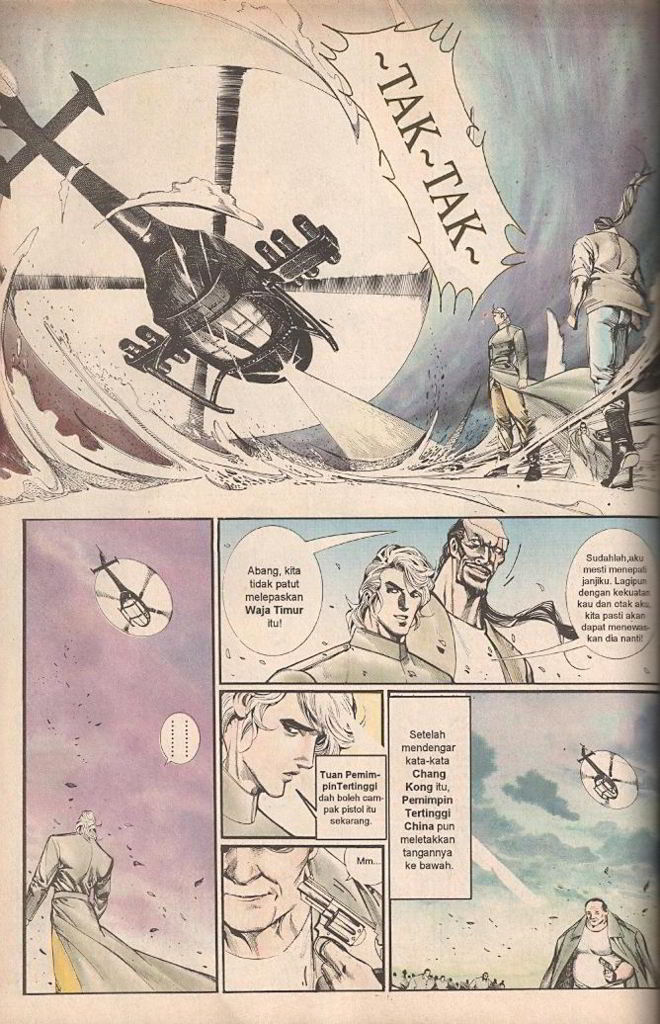 ~TAK~TAK~
Abang, kita
tidak patut
melepaskan
Waja Timur
itu!
Sudahlah,aku
mesti menepati
janjiku. Lagipun
dengan kekuatan
kau dan otak aku,
kita pasti akan
dapat menewas-
kan dia nanti!
Tuan Pemim-
pinTertinggi
dah boleh cam-
pak pistol itu
sekarang.
Mm...
Setelah
mendengar
kata-kata
Chang
Kong itu,
Pemimpin
Tertinggi
China pun
meletakkan
tangannya
ke bawah.